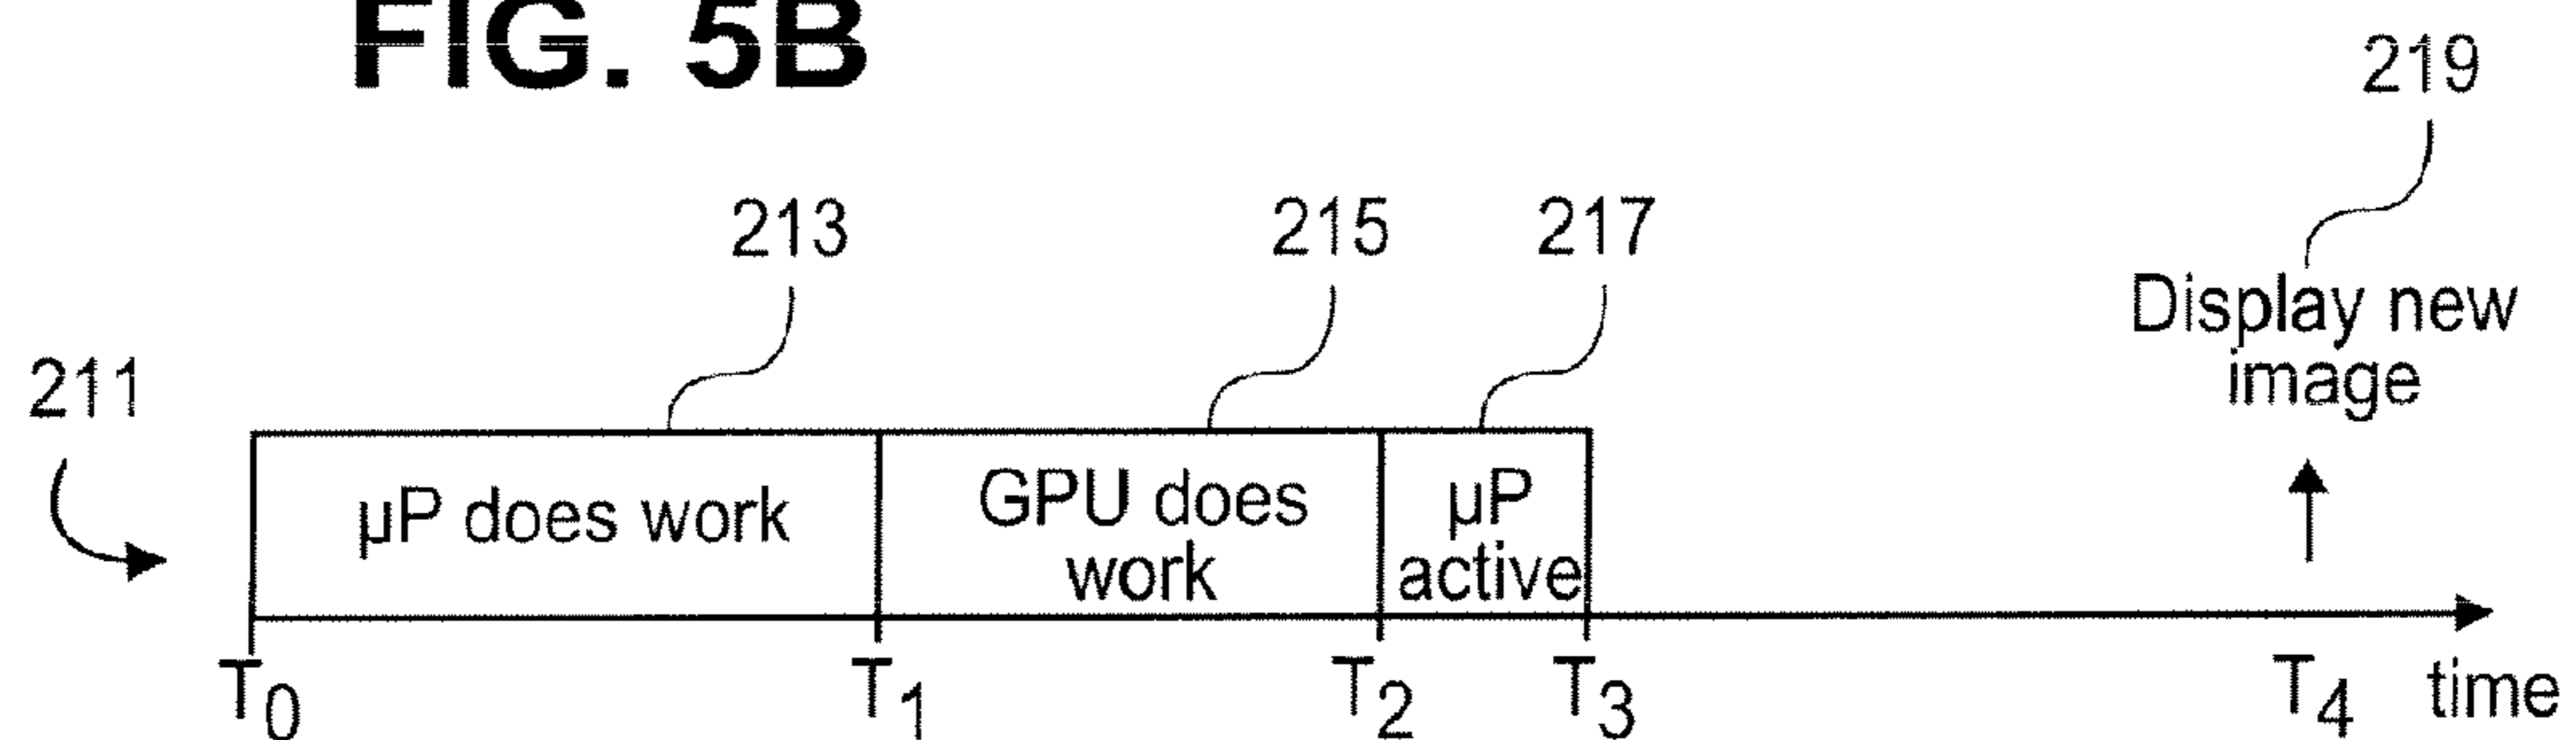 FIG. 5B
219
213
215
217
Display new
image
211
µP does work
GPU does
work
µP
active
T0
T1
T2
T3
T4
time